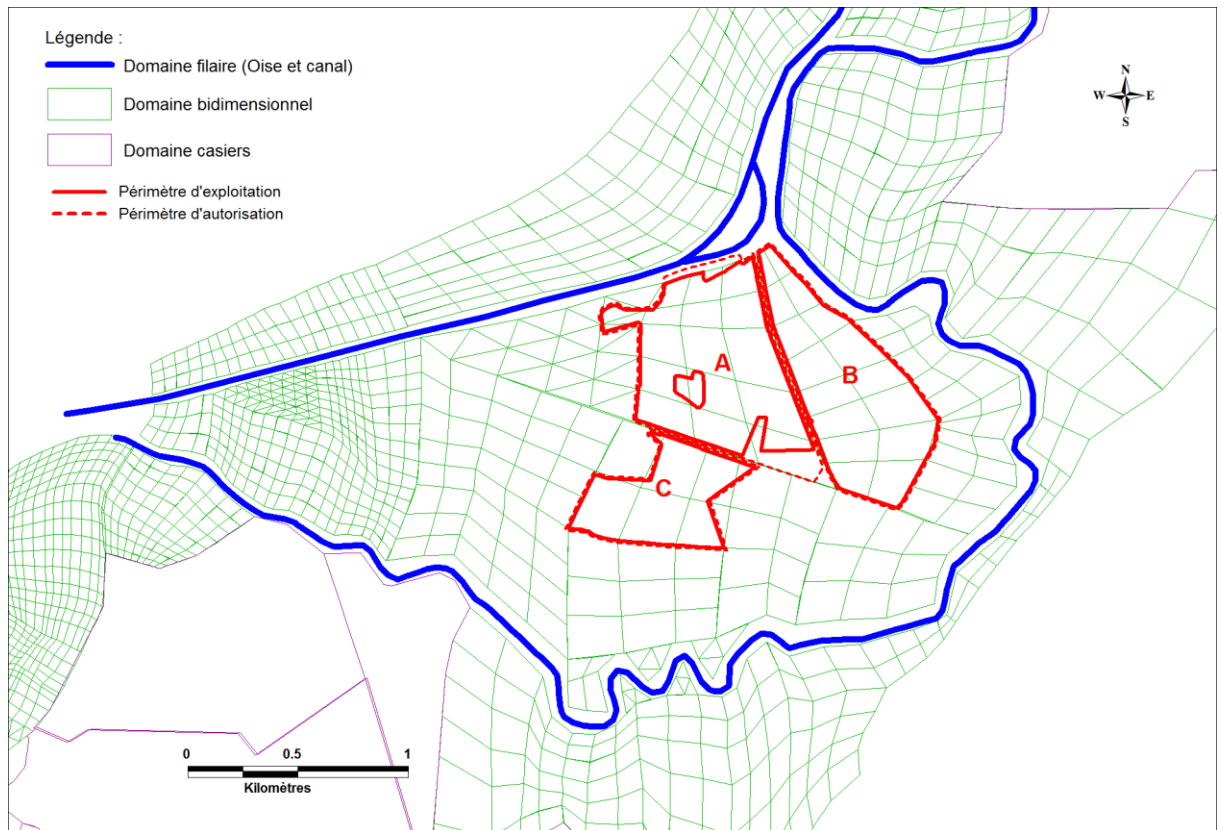 Légende :
Domaine filaire (Oise et canal)
Domaine bidimensionnel
Domaine casiers
Périmètre d'exploitation
Périmètre d'autorisation
N
W E
S
A
B
C
0 0.5 1
Kilomètres